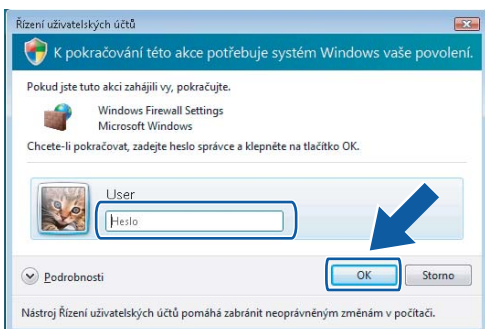 Řízení uživatelských účtů
K pokračování této akce potřebuje systém Windows vaše povolení.
Pokud jste tuto akci zahájili vy, pokračujte.
Windows Firewall Settings
Microsoft Windows
Chcete-li pokračovat, zadejte heslo správce a klepněte na tlačítko OK.
User
Heslo
Podrobnosti
OK
Storno
Nástroj Řízení uživatelských účtů pomáhá zabránit neoprávněným změnám v počítači.